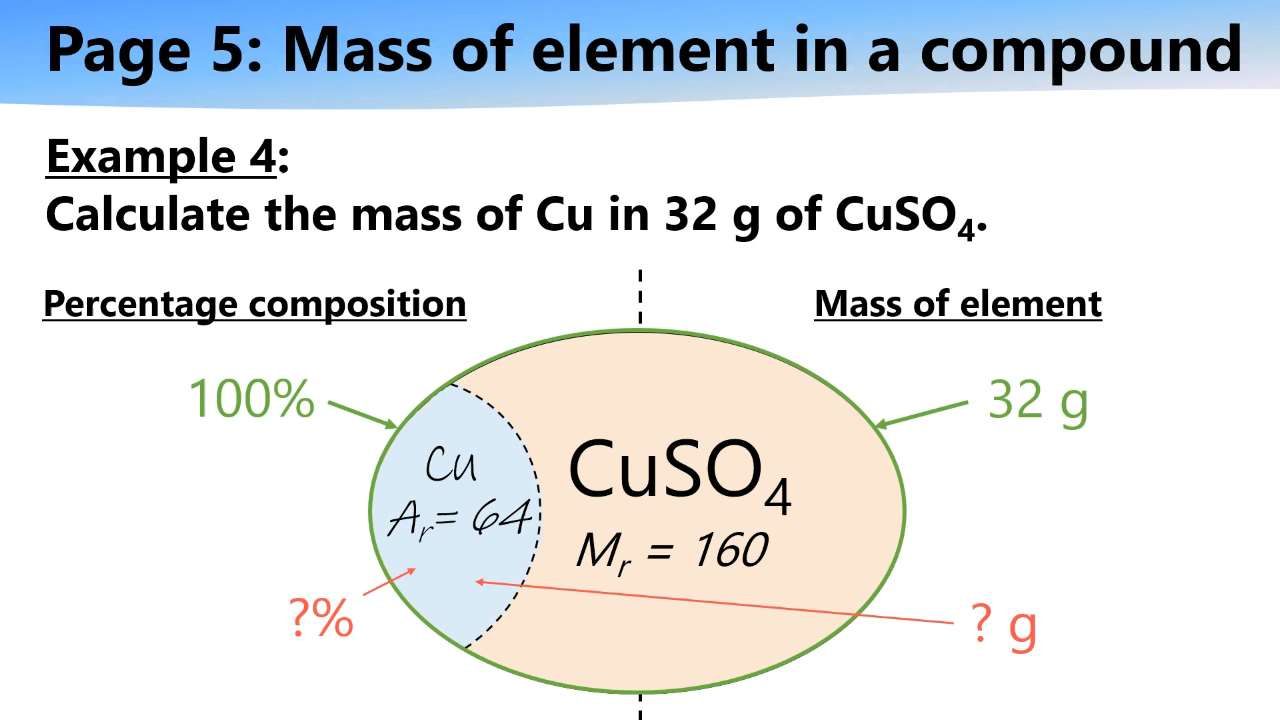 Page 5: Mass of element in a compound
Example 4:
Calculate the mass of Cu in 32 g of CuSO₄.
Percentage composition
Mass of element
100%
32 g
Cu
Aᵣ= 64
CuSO₄
Mᵣ = 160
?%
? g